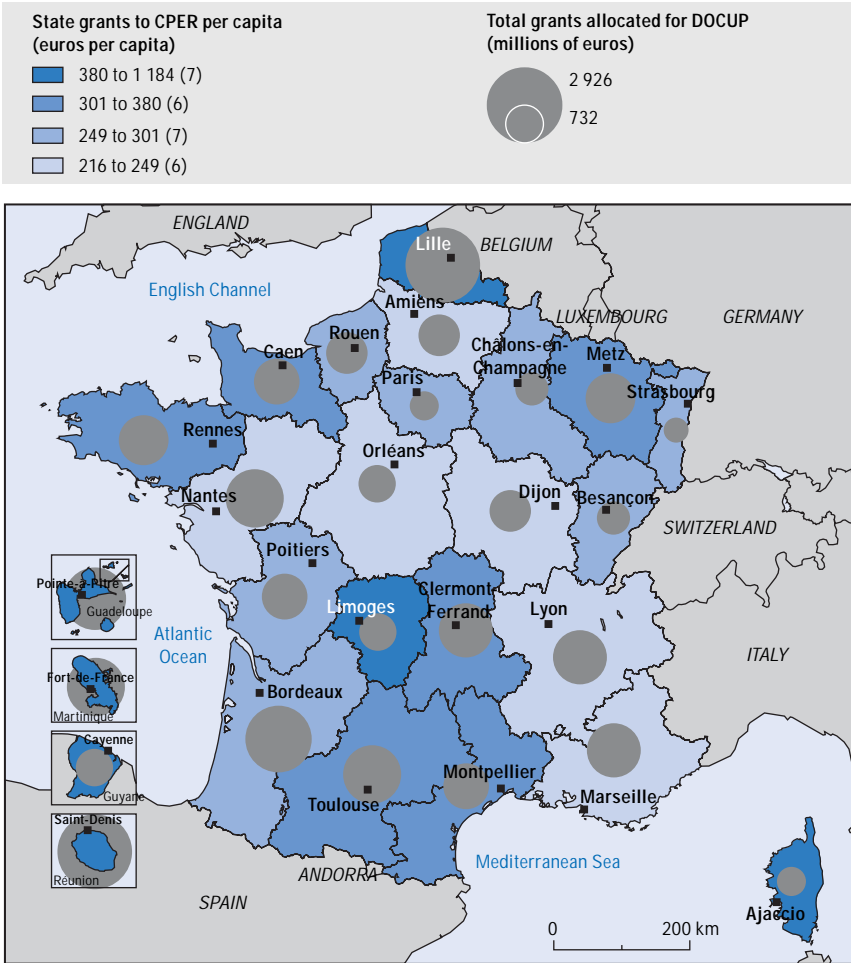 State grants to CPER per capita
(euros per capita)
380 to 1 184 (7)
301 to 380 (6)
249 to 301 (7)
216 to 249 (6)
Total grants allocated for DOCUP
(millions of euros)
2 926
732
ENGLAND
Lille
BELGIUM
English Channel
Amiens
LUXEMBOURG
GERMANY
Rouen
Châlons-en-
Champagne
Caen
Metz
Paris
Strasbourg
Rennes
Orléans
Nantes
Dijon
Besançon
SWITZERLAND
Poitiers
Pointe-à-Pitre
Guadeloupe
Limoges
Clermont-
Ferrand
Lyon
Atlantic
Ocean
ITALY
Fort-de-France
Martinique
Bordeaux
Cayenne
Guyane
Montpellier
Toulouse
Marseille
Saint-Denis
Réunion
Mediterranean Sea
ANDORRA
SPAIN
Ajaccio
0 200 km